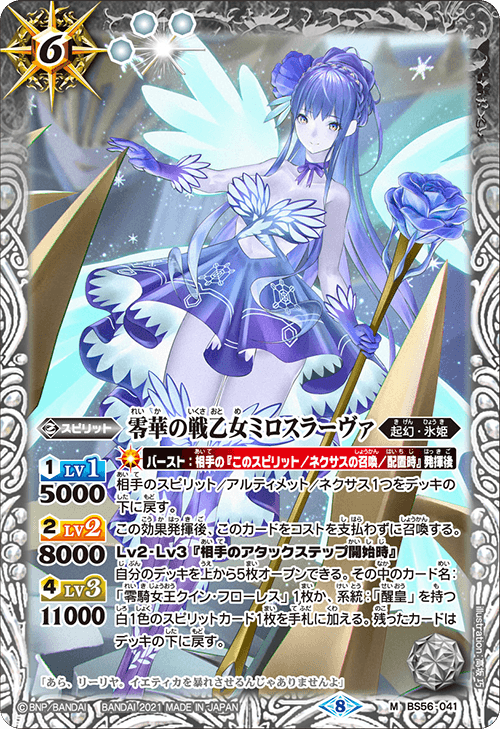 6
零華の戦乙女ミロスラーヴァ
スピリット
起幻・氷姫
バースト：相手の『このスピリット／ネクサスの召喚／配置時』発揮後
相手のスピリット／アルティメット／ネクサス1つをデッキの
下に戻す。
この効果発揮後、このカードをコストを支払わずに召喚する。
Lv2・Lv3『相手のアタックステップ開始時』
自分のデッキを上から5枚オープンできる。その中のカード名：
「零騎女王クイン・フローレス」1枚か、系統：「醒皇」を持つ
白1色のスピリットカード1枚を手札に加える。残ったカードは
デッキの下に戻す。
1 LV1
5000
2 LV2
8000
4 LV3
11000
「あら、リーリヤ、イエティカを暴れさせるんじゃありませんよ」
illustration：高姫 巧
©BNP/BANDAI BANDAI 2021 MADE IN JAPAN
8
M BS56-041